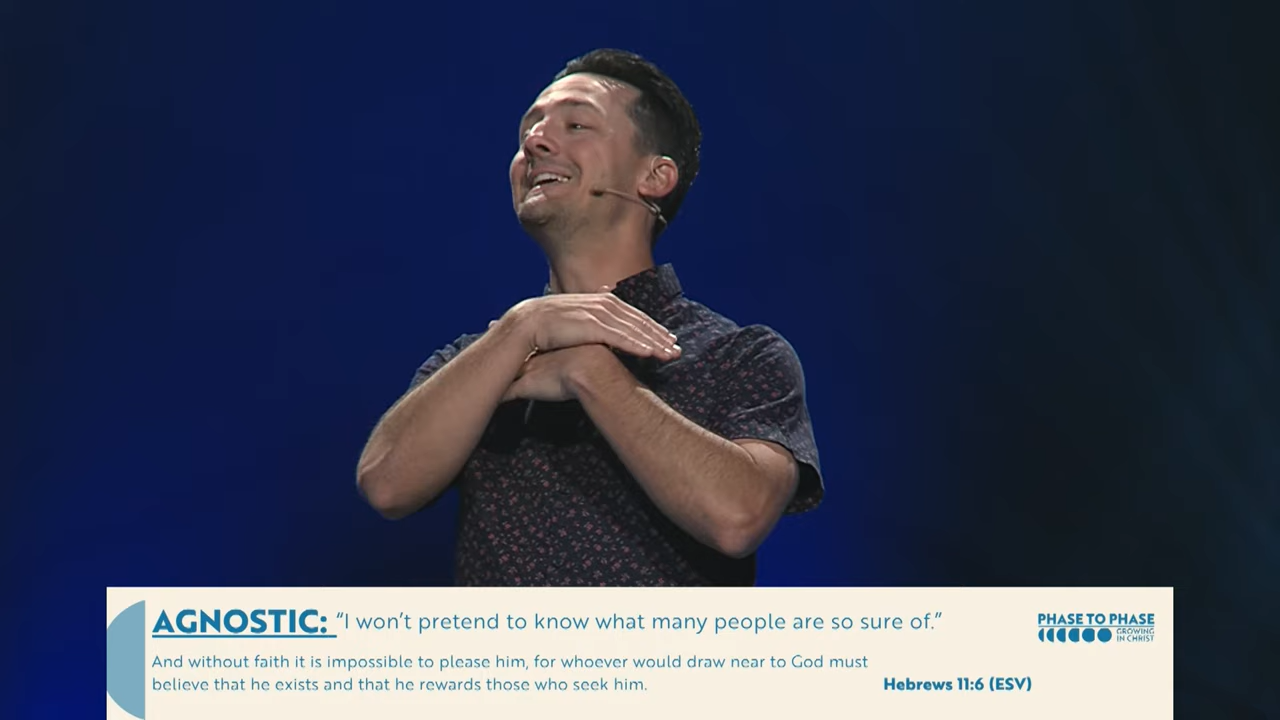 AGNOSTIC: “I won’t pretend to know what many people are so sure of.”
And without faith it is impossible to please him, for whoever would draw near to God must
believe that he exists and that he rewards those who seek him.
Hebrews 11:6 (ESV)
PHASE TO PHASE
GROWING
IN CHRIST